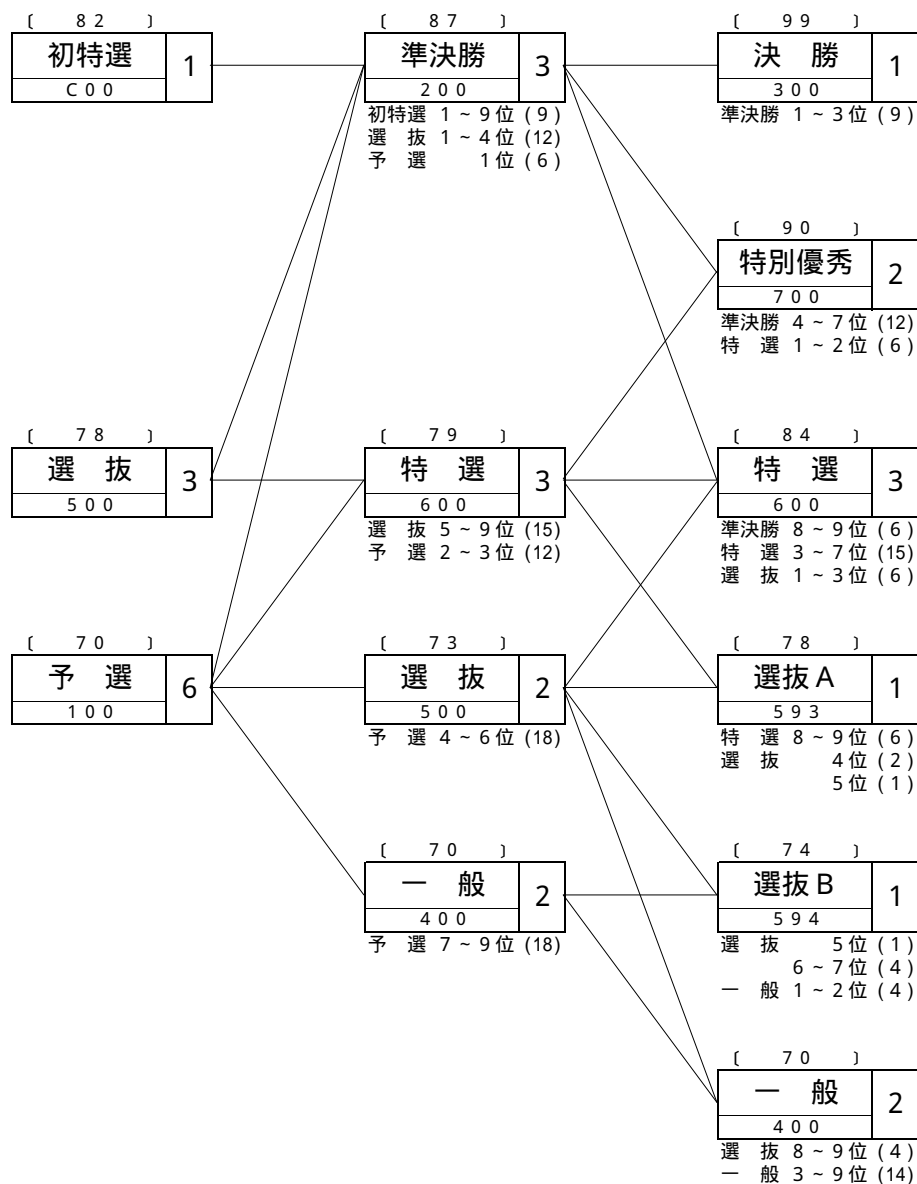 〔 82 〕
初特選 1
C00
〔 87 〕
準決勝 3
200
初特選 1～9位(9)
選 抜 1～4位(12)
予 選 1位(6)
〔 99 〕
決 勝 1
300
準決勝 1～3位(9)
〔 90 〕
特別優秀 2
700
準決勝 4～7位(12)
特 選 1～2位(6)
〔 78 〕
選 抜 3
500
〔 79 〕
特 選 3
600
選 抜 5～9位(15)
予 選 2～3位(12)
〔 84 〕
特 選 3
600
準決勝 8～9位(6)
特 選 3～7位(15)
選 抜 1～3位(6)
〔 70 〕
予 選 6
100
〔 73 〕
選 抜 2
500
予 選 4～6位(18)
〔 78 〕
選抜A 1
593
特 選 8～9位(6)
選 抜 4位(2)
5位(1)
〔 70 〕
一 般 2
400
予 選 7～9位(18)
〔 74 〕
選抜B 1
594
選 抜 5位(1)
6～7位(4)
一 般 1～2位(4)
〔 70 〕
一 般 2
400
選 抜 8～9位(4)
一 般 3～9位(14)